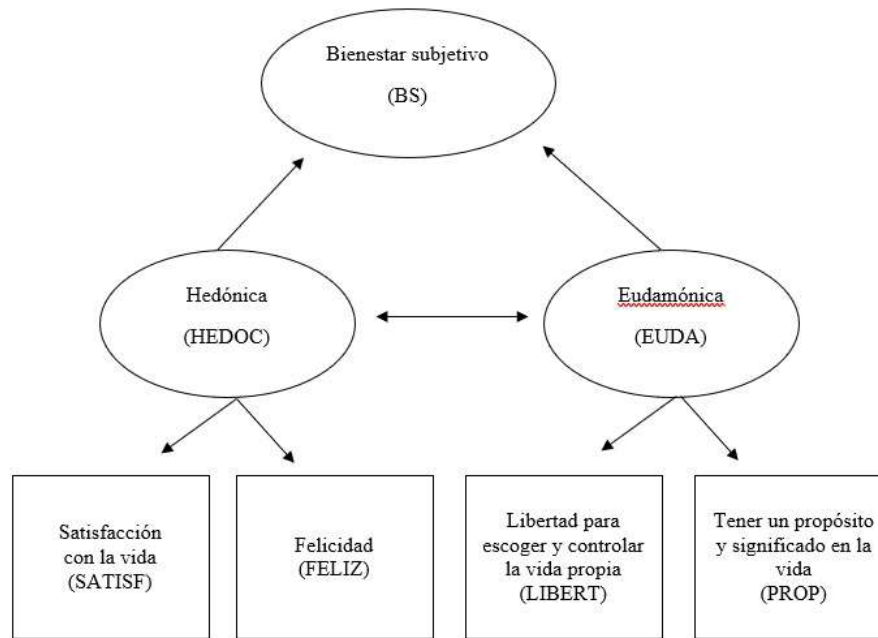 Bienestar subjetivo
(BS)
Hedónica
(HEDOC)
Eudamónica
(EUDA)
Satisfacción
con la vida
(SATISF)
Felicidad
(FELIZ)
Libertad para
escoger y controlar
la vida propia
(LIBERT)
Tener un propósito
y significado en la
vida
(PROP)